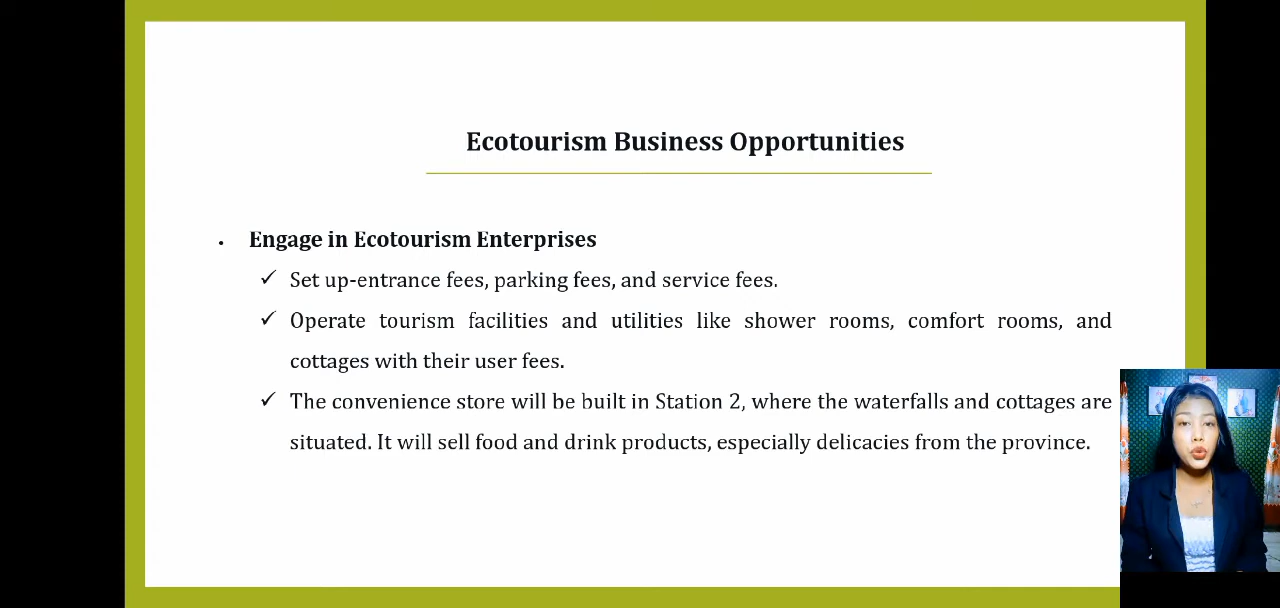 Ecotourism Business Opportunities
• Engage in Ecotourism Enterprises
✓ Set up-entrance fees, parking fees, and service fees.
✓ Operate tourism facilities and utilities like shower rooms, comfort rooms, and
cottages with their user fees.
✓ The convenience store will be built in Station 2, where the waterfalls and cottages are
situated. It will sell food and drink products, especially delicacies from the province.